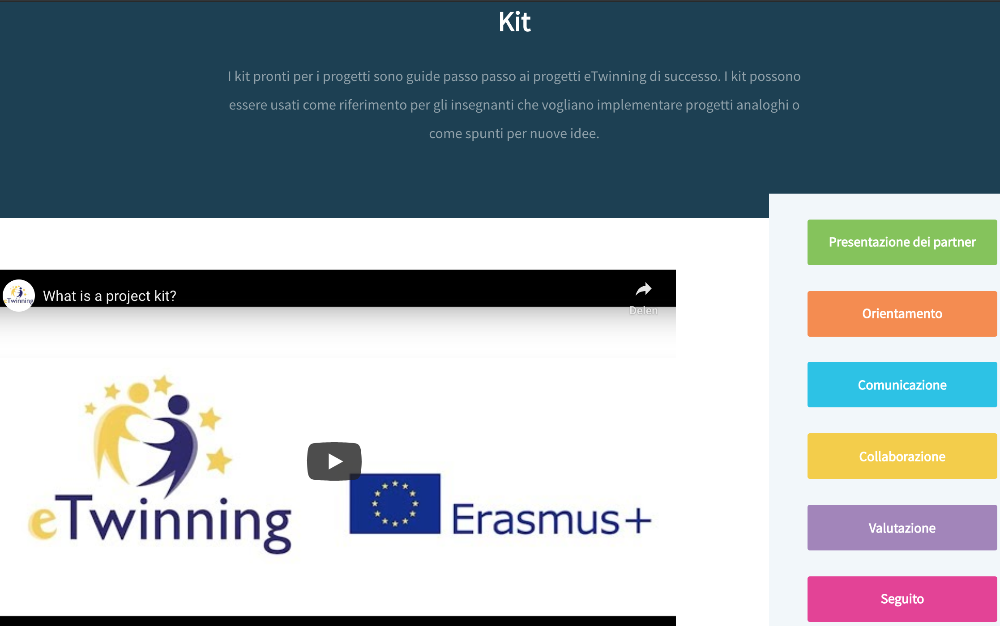 Kit
I kit pronti per i progetti sono guide passo passo ai progetti eTwinning di successo. I kit possono
essere usati come riferimento per gli insegnanti che vogliano implementare progetti analoghi o
come spunti per nuove idee.
Presentazione dei partner
Orientamento
Comunicazione
Collaborazione
Valutazione
Seguito
eTwinning
What is a project kit?
Delen
eTwinning
Erasmus+